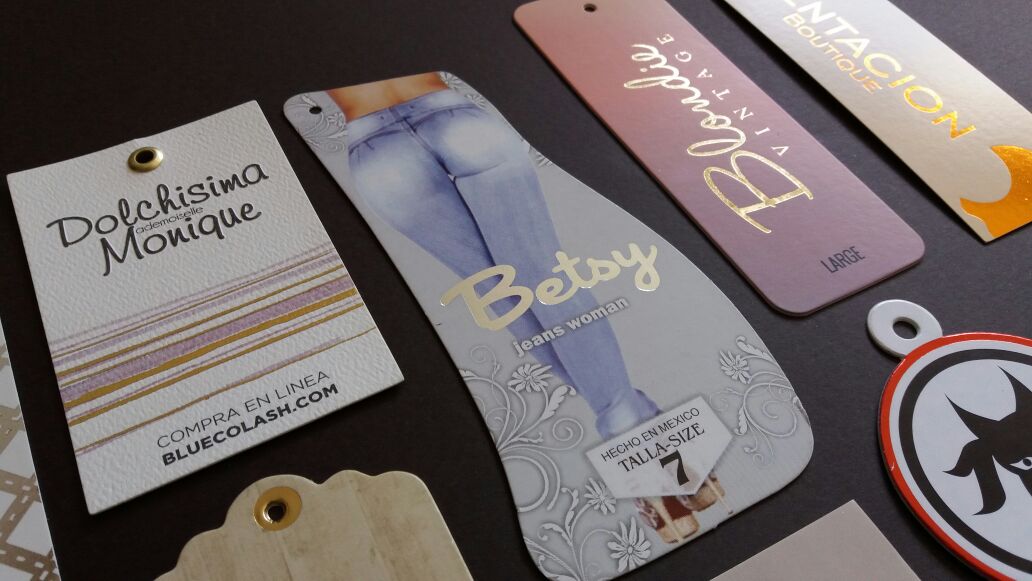 Dolchisima
ademoiselle
Monique
COMPRA EN LINEA
BLUECOLASH.COM
Betsy
jeans woman
HECHO EN MEXICO
TALLA-SIZE
7
Blondie
VINTAGE
LARGE
NTACION
BOUTIQUE